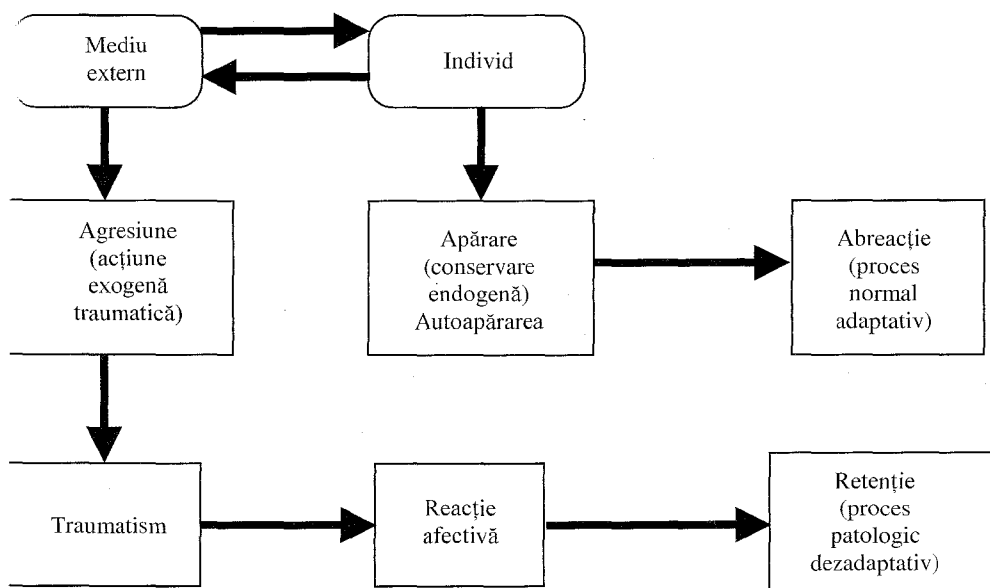 Mediu
extern
Individ
Agresiune
(acțiune
exogenă
traumatică)
Apărare
(conservare
endogenă)
Autoapărarea
Abreacție
(proces
normal
adaptativ)
Traumatism
Reacție
afectivă
Retenție
(proces
patologic
dezadaptativ)